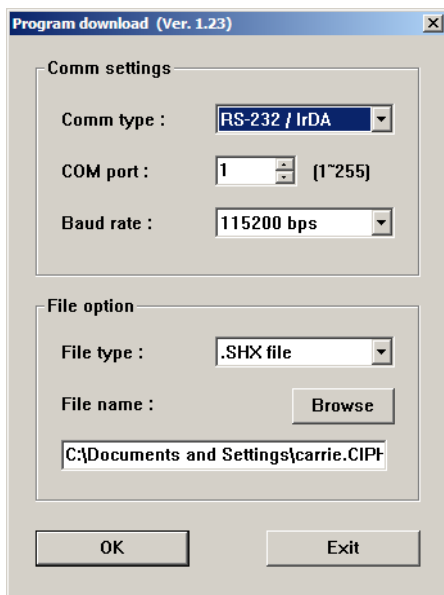 Program download (Ver. 1.23)
Comm settings
Comm type : RS-232 / IrDA
COM port : 1 (1~255)
Baud rate : 115200 bps
File option
File type : .SHX file
File name : Browse
C:\Documents and Settings\carrie.CIPH
OK Exit